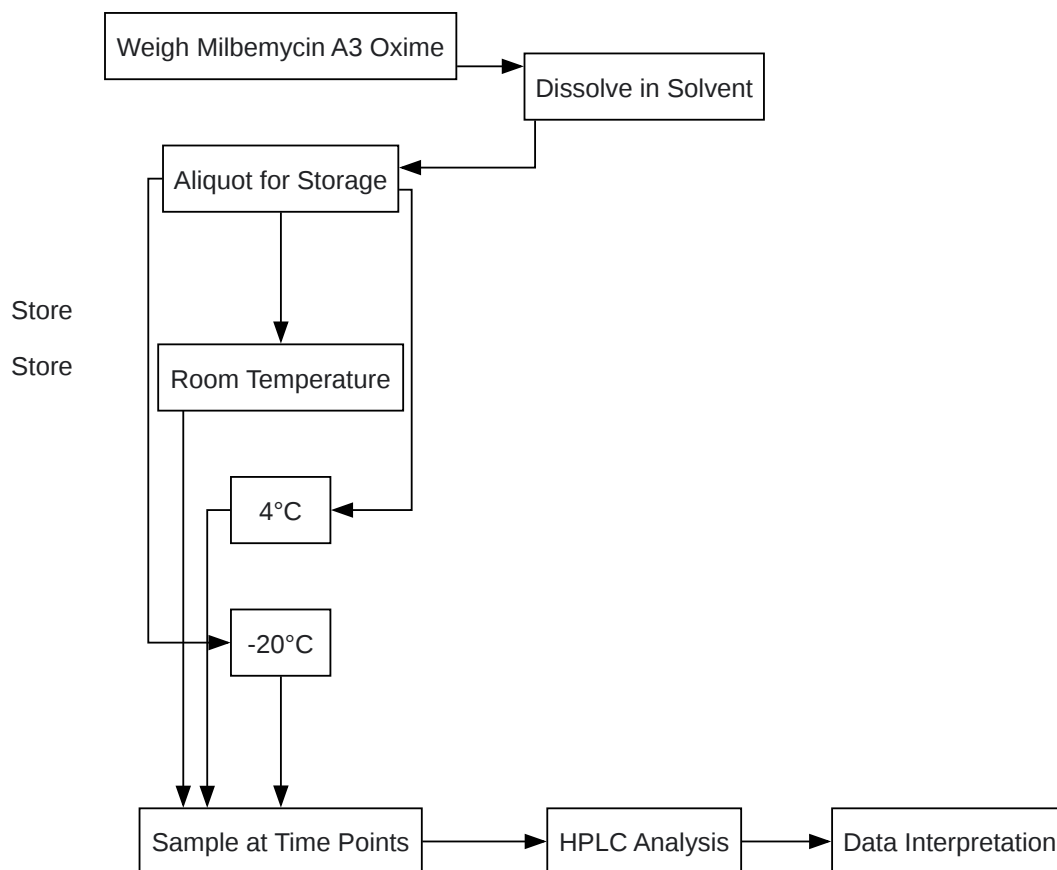 Weigh Milbemycin A3 Oxime
Dissolve in Solvent
Aliquot for Storage
Store
Store
Room Temperature
4°C
-20°C
Sample at Time Points
HPLC Analysis
Data Interpretation